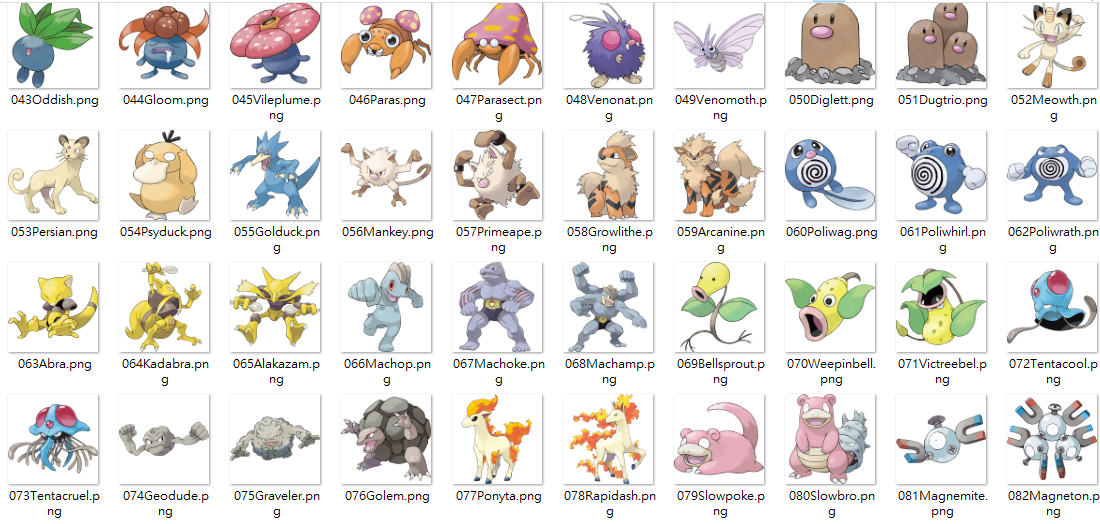 043Oddish.png
044Gloom.png
045Vileplume.p
ng
046Paras.png
047Parasect.pn
g
048Venonat.pn
g
049Venomoth.p
ng
050Diglett.png
051Dugtrio.png
052Meowth.pn
g
053Persian.png
054Psyduck.png
055Golduck.pn
g
056Mankey.png
057Primeape.p
ng
058Growlithe.p
ng
059Arcanine.pn
g
060Poliwag.png
061Poliwhirl.pn
g
062Poliwrath.p
ng
063Abra.png
064Kadabra.pn
g
065Alakazam.p
ng
066Machop.pn
g
067Machoke.p
ng
068Machamp.p
ng
069Bellsprout.p
ng
070Weepinbell.
png
071Victreebel.p
ng
072Tentacool.p
ng
073Tentacruel.p
ng
074Geodude.p
ng
075Graveler.pn
g
076Golem.png
077Ponyta.png
078Rapidash.pn
g
079Slowpoke.p
ng
080Slowbro.pn
g
081Magnemite.
png
082Magneton.p
ng